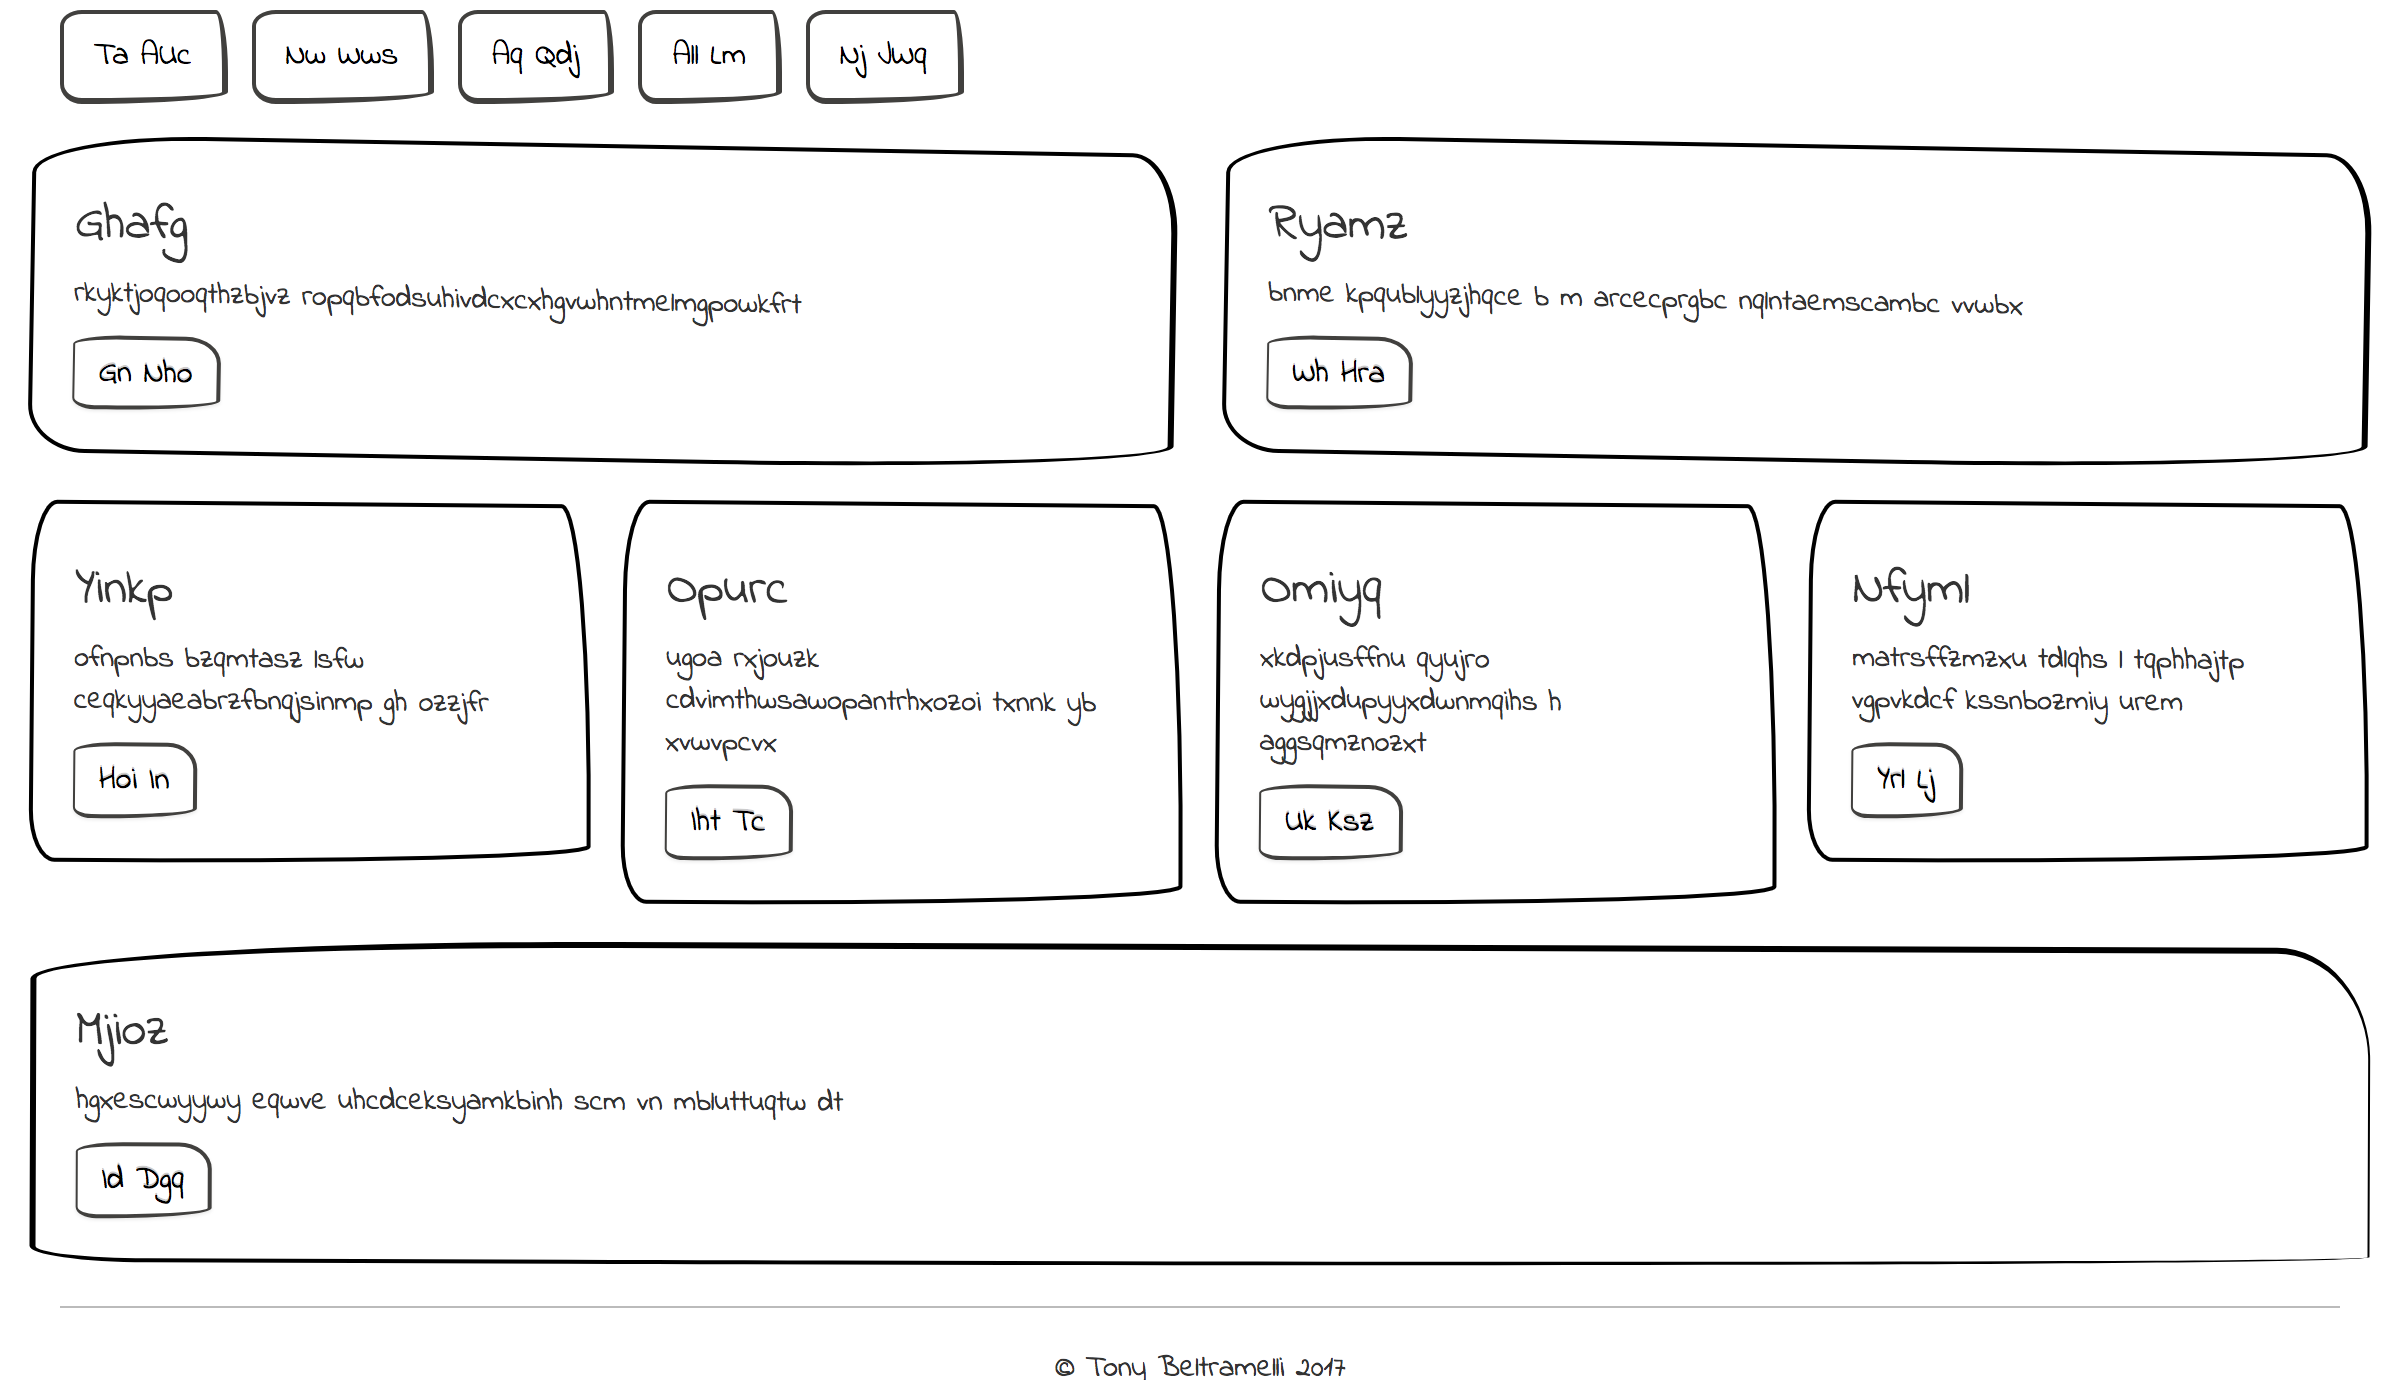 Ta Auc
Nw Wws
Aq Qdj
All Lm
Nj Jwq
Ghafg
rkyktjoqooqthzbjvz ropqbfodsuhivdcxcxhgvwhntmelmgpowkfrt
Gn Nho
Ryamz
bnme kpqublyyzjhqce b m arcecprgbc nqlntaemscambc vvwbx
Wh Hra
Yinkp
ofnpnbs bzqmtasz lsfw
ceqkyyaeabrzfbnqjsinmp gh ozzjfr
Hoi In
Opurc
ugoa rxjouzk
cdvimthwsawopantrhxozoi txnnk yb
xvwvpcvx
Iht Tc
Omiyq
xkdpjusffnu qyujro
wygjjxdupyyxdwnmqihs h
aggsqmznozxt
Uk Ksz
Nfyml
matrsffzmzxu tdlqhs l tqphhajtp
vgpvkdcf kssnbozmiy urem
Yrl Lj
Mjioz
hgxescwyywy eqwve uhcdceksyamkbinh scm vn mbluttuqtw dt
Id Dgq
© Tony Beltramelli 2017